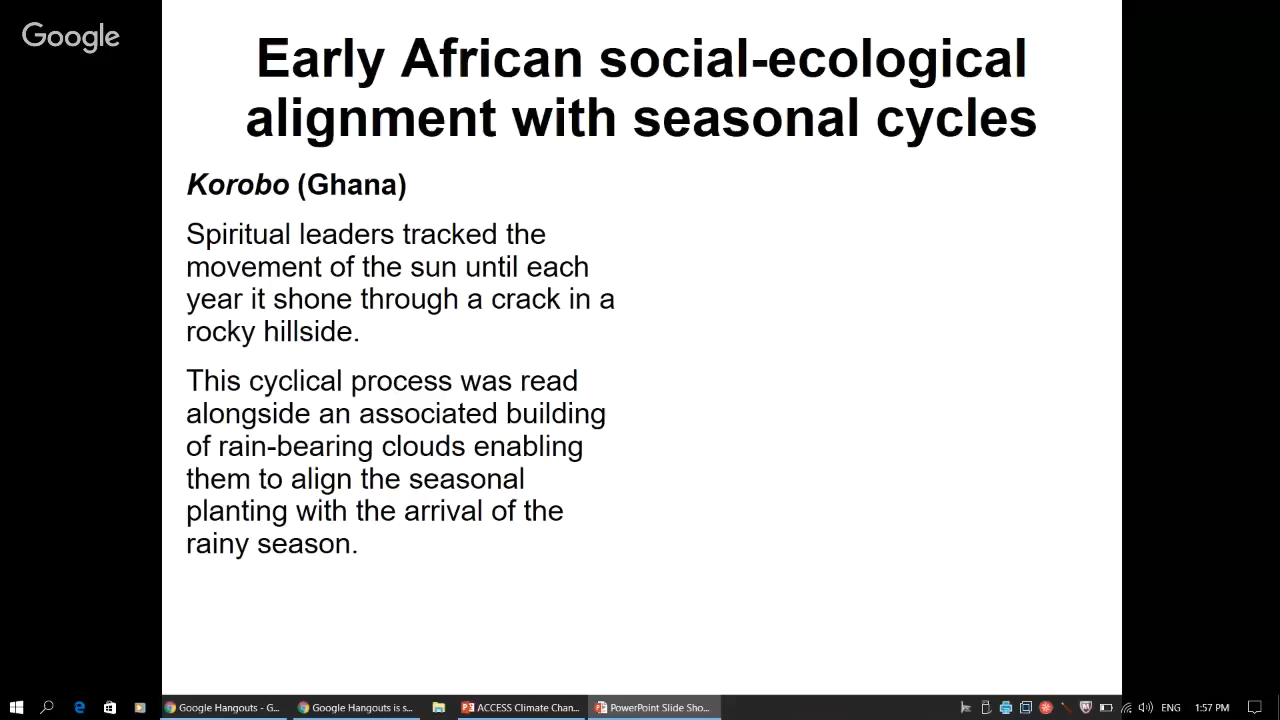 Google
Early African social-ecological
alignment with seasonal cycles
Korobo (Ghana)
Spiritual leaders tracked the
movement of the sun until each
year it shone through a crack in a
rocky hillside.
This cyclical process was read
alongside an associated building
of rain-bearing clouds enabling
them to align the seasonal
planting with the arrival of the
rainy season.
Google Hangouts - G... Google Hangouts is s... ACCESS Climate Chan... PowerPoint Slide Sho... ENG 1:57 PM